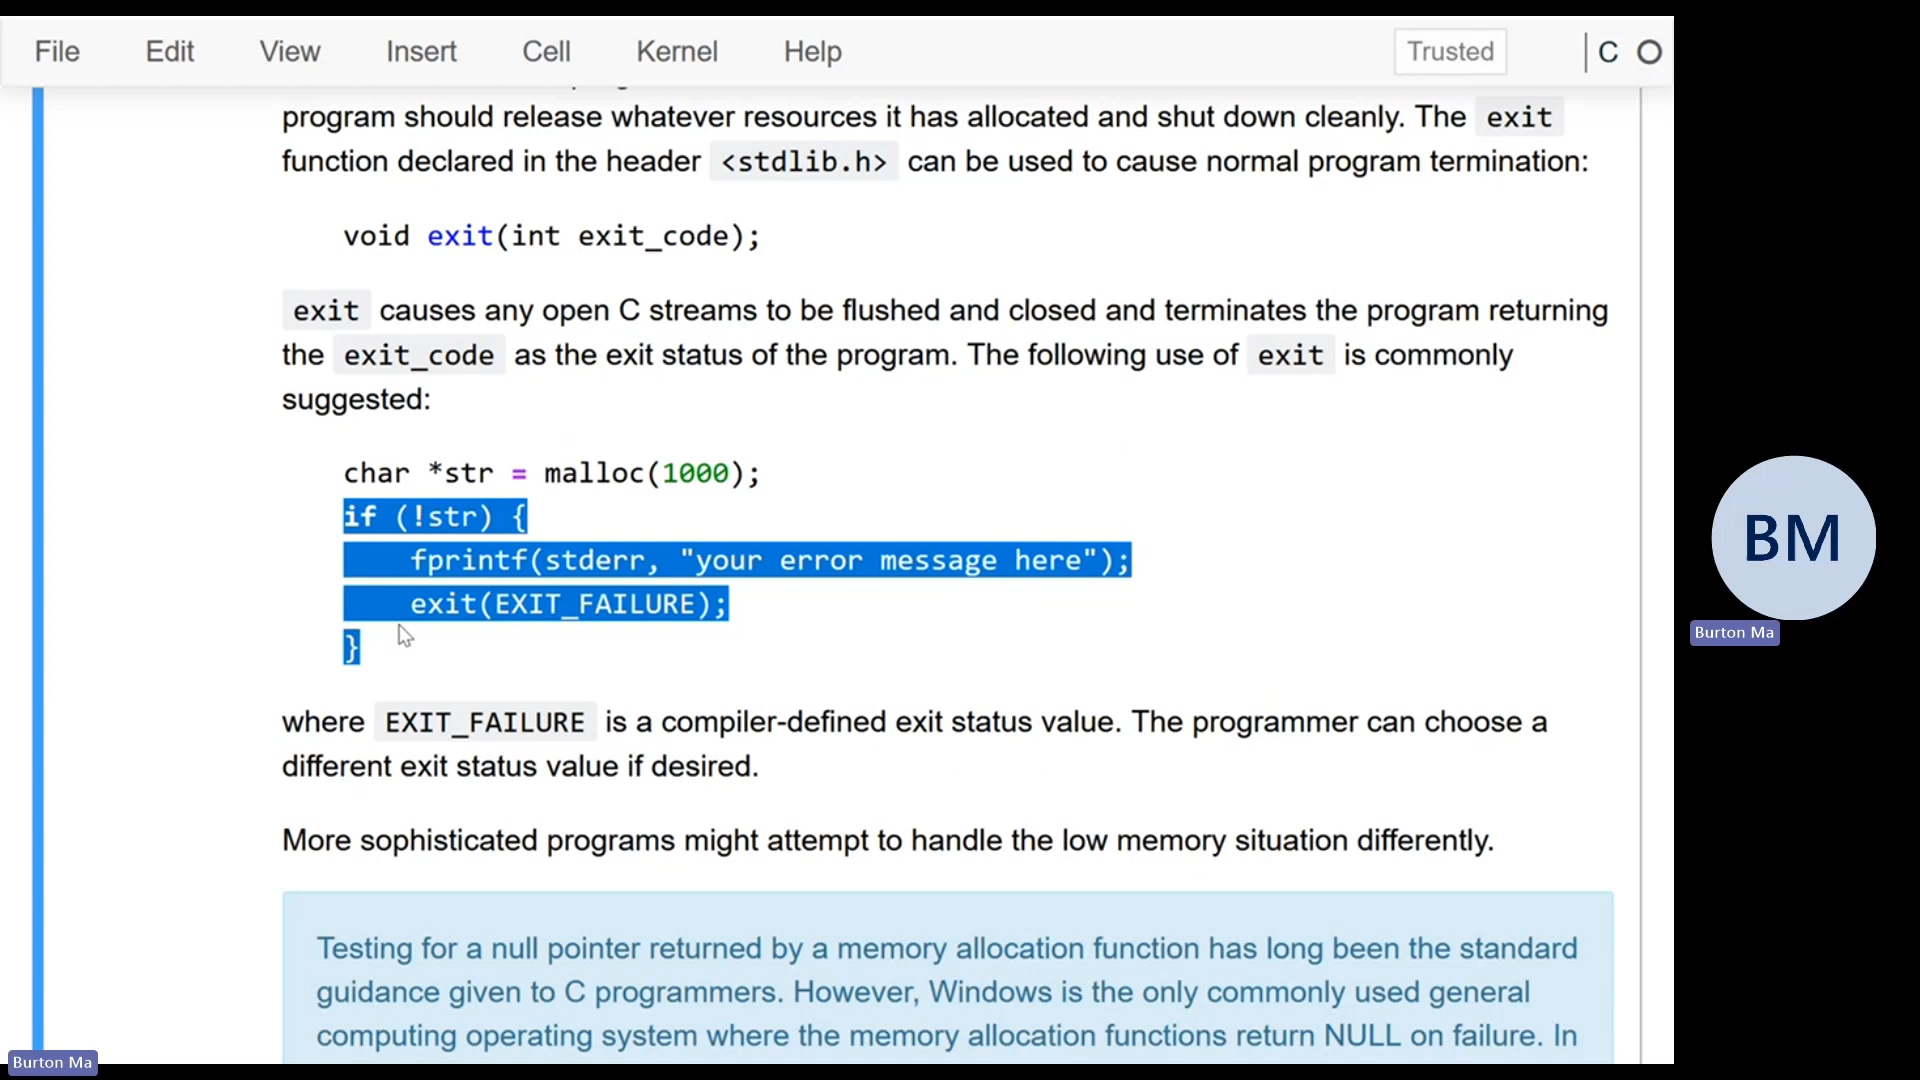 File Edit View Insert Cell Kernel Help Trusted C
program should release whatever resources it has allocated and shut down cleanly. The exit
function declared in the header <stdlib.h> can be used to cause normal program termination:
void exit(int exit_code);
exit causes any open C streams to be flushed and closed and terminates the program returning
the exit_code as the exit status of the program. The following use of exit is commonly
suggested:
char *str = malloc(1000);
if (!str) {
    fprintf(stderr, "your error message here");
    exit(EXIT_FAILURE);
}
where EXIT_FAILURE is a compiler-defined exit status value. The programmer can choose a
different exit status value if desired.
More sophisticated programs might attempt to handle the low memory situation differently.
Testing for a null pointer returned by a memory allocation function has long been the standard
guidance given to C programmers. However, Windows is the only commonly used general
computing operating system where the memory allocation functions return NULL on failure. In
BM
Burton Ma
Burton Ma